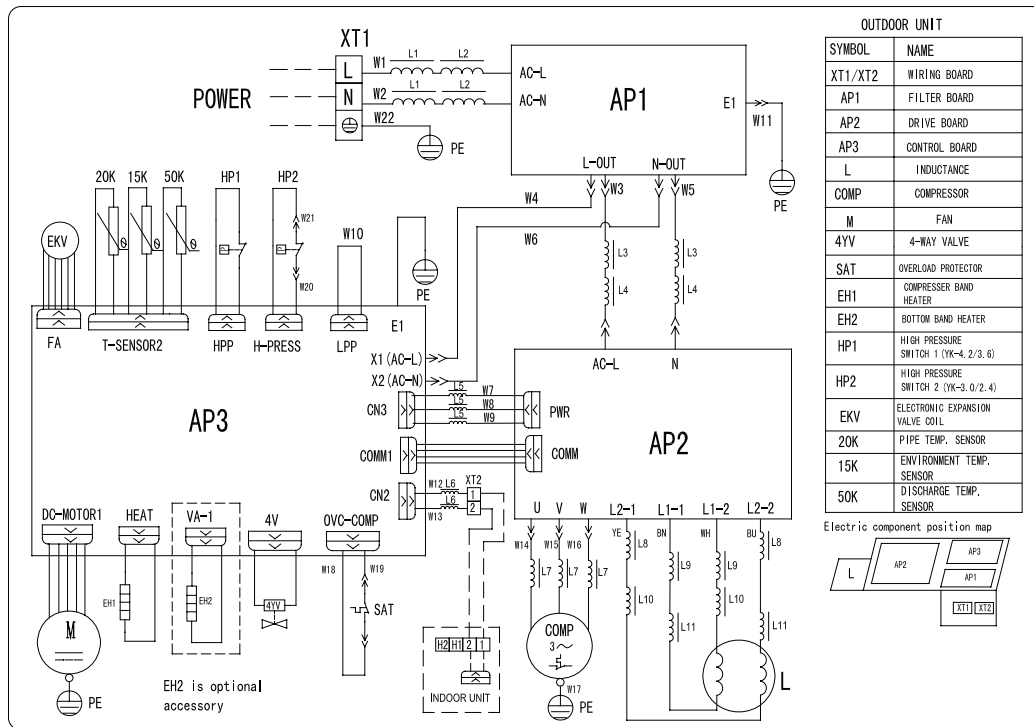 XT1
L
N
POWER
W1
L1
L2
W2
L1
L2
W22
PE
AC-L
AC-N
AP1
E1
W11
PE
L-OUT
N-OUT
W3
W5
W4
W6
20K
15K
50K
HP1
HP2
W21
W20
W10
PE
EKV
P
P
θ
θ
θ
FA
T-SENSOR2
HPP
H-PRESS
LPP
E1
X1 (AC-L)
X2 (AC-N)
L3
L4
L3
L4
AC-L
N
AP3
CN3
L5
L5
L5
W7
W8
W9
PWR
AP2
COMM1
COMM
CN2
W12
L6
L6
W13
XT2
1
2
DC-MOTOR1
HEAT
VA-1
4V
OVC-COMP
U
V
W
L2-1
L1-1
L1-2
L2-2
W14
W15
W16
YE
BN
WH
BU
L7
L7
L7
L8
L9
L9
L8
L10
L10
L11
L11
W18
W19
EH1
EH2
4YV
SAT
M
PE
EH2 is optional
accessory
H2
H1
2
1
INDOOR UNIT
COMP
3~
W17
PE
L
OUTDOOR UNIT
SYMBOL NAME
XT1/XT2 WIRING BOARD
AP1 FILTER BOARD
AP2 DRIVE BOARD
AP3 CONTROL BOARD
L INDUCTANCE
COMP COMPRESSOR
M FAN
4YV 4-WAY VALVE
SAT OVERLOAD PROTECTOR
EH1 COMPRESSER BAND
HEATER
EH2 BOTTOM BAND HEATER
HP1 HIGH PRESSURE
SWITCH 1 (YK-4.2/3.6)
HP2 HIGH PRESSURE
SWITCH 2 (YK-3.0/2.4)
EKV ELECTRONIC EXPANSION
VALVE COIL
20K PIPE TEMP. SENSOR
15K ENVIRONMENT TEMP.
SENSOR
50K DISCHARGE TEMP.
SENSOR
Electric component position map
L
AP2
AP3
AP1
XT1
XT2